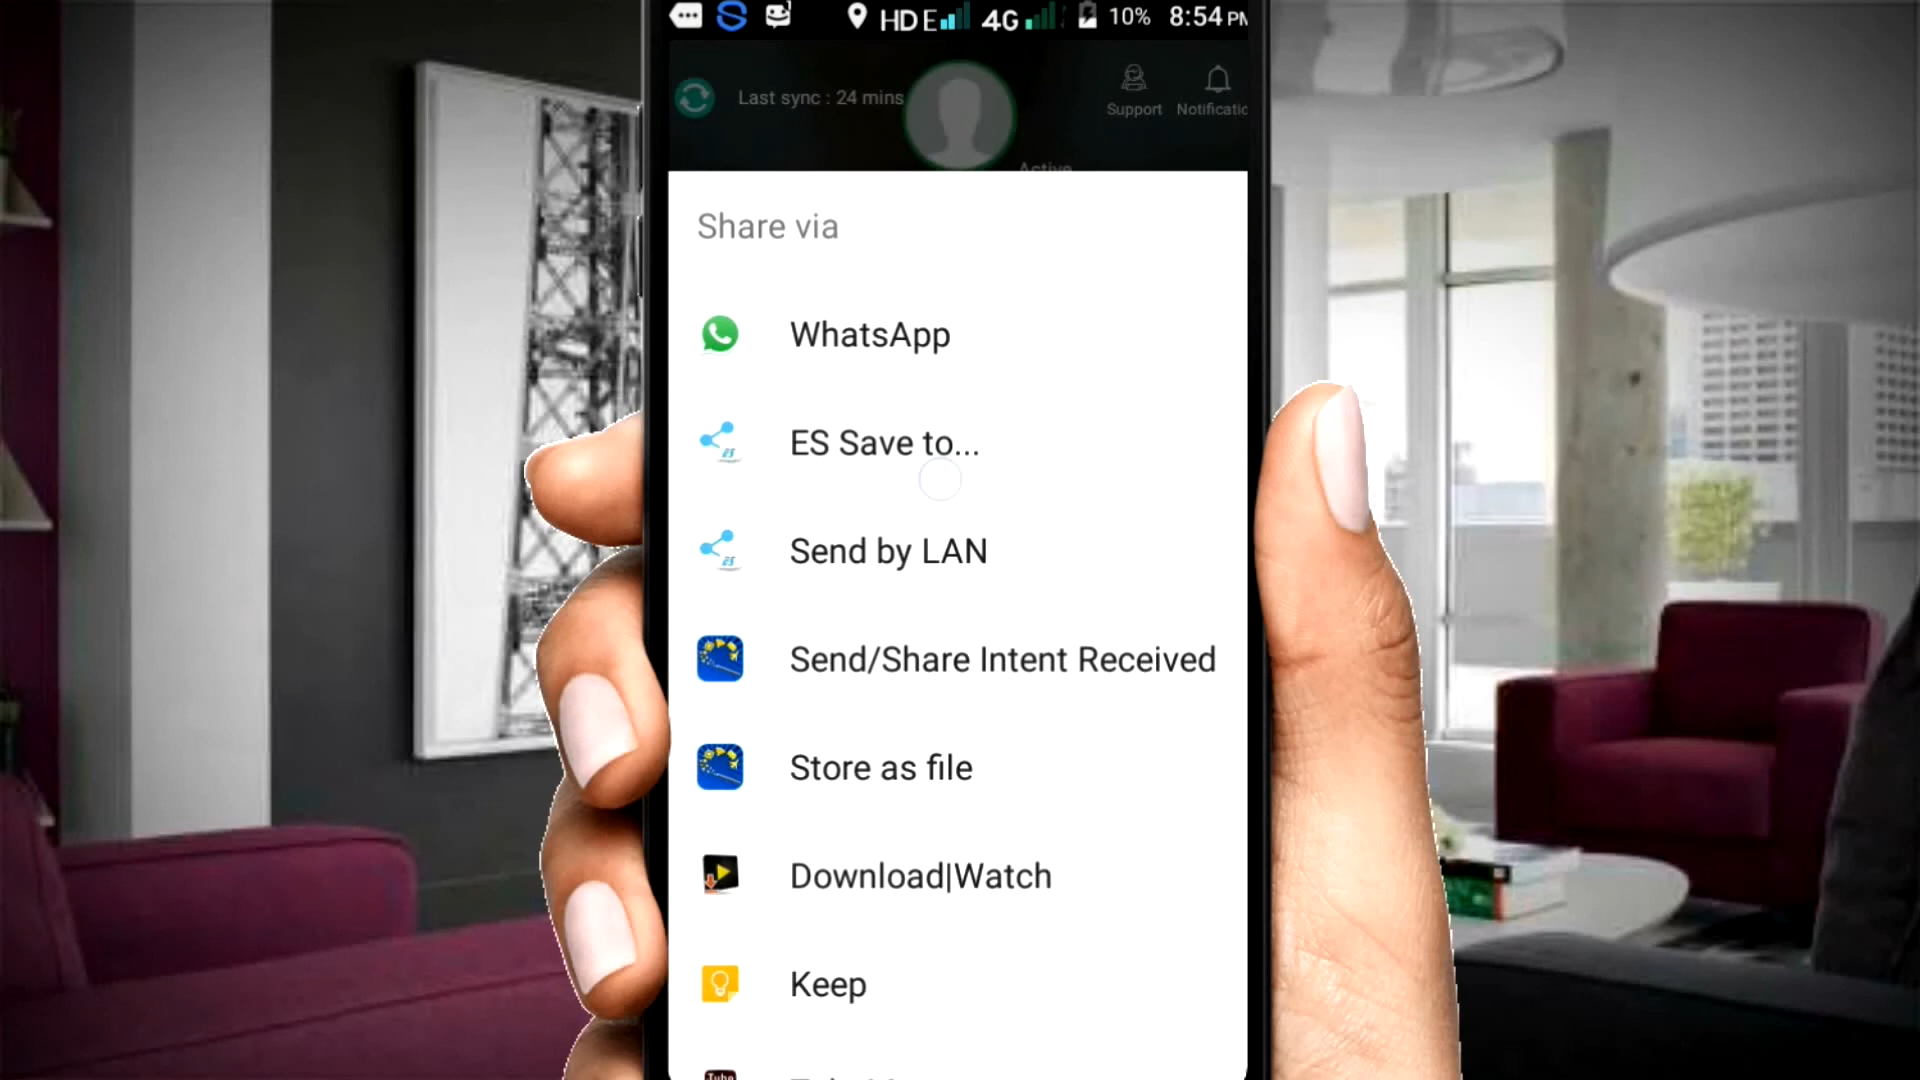 HD E 4G 10% 8:54 PM
Last sync : 24 mins
Support
Active
Share via
WhatsApp
ES Save to...
Send by LAN
Send/Share Intent Received
Store as file
Download|Watch
Keep